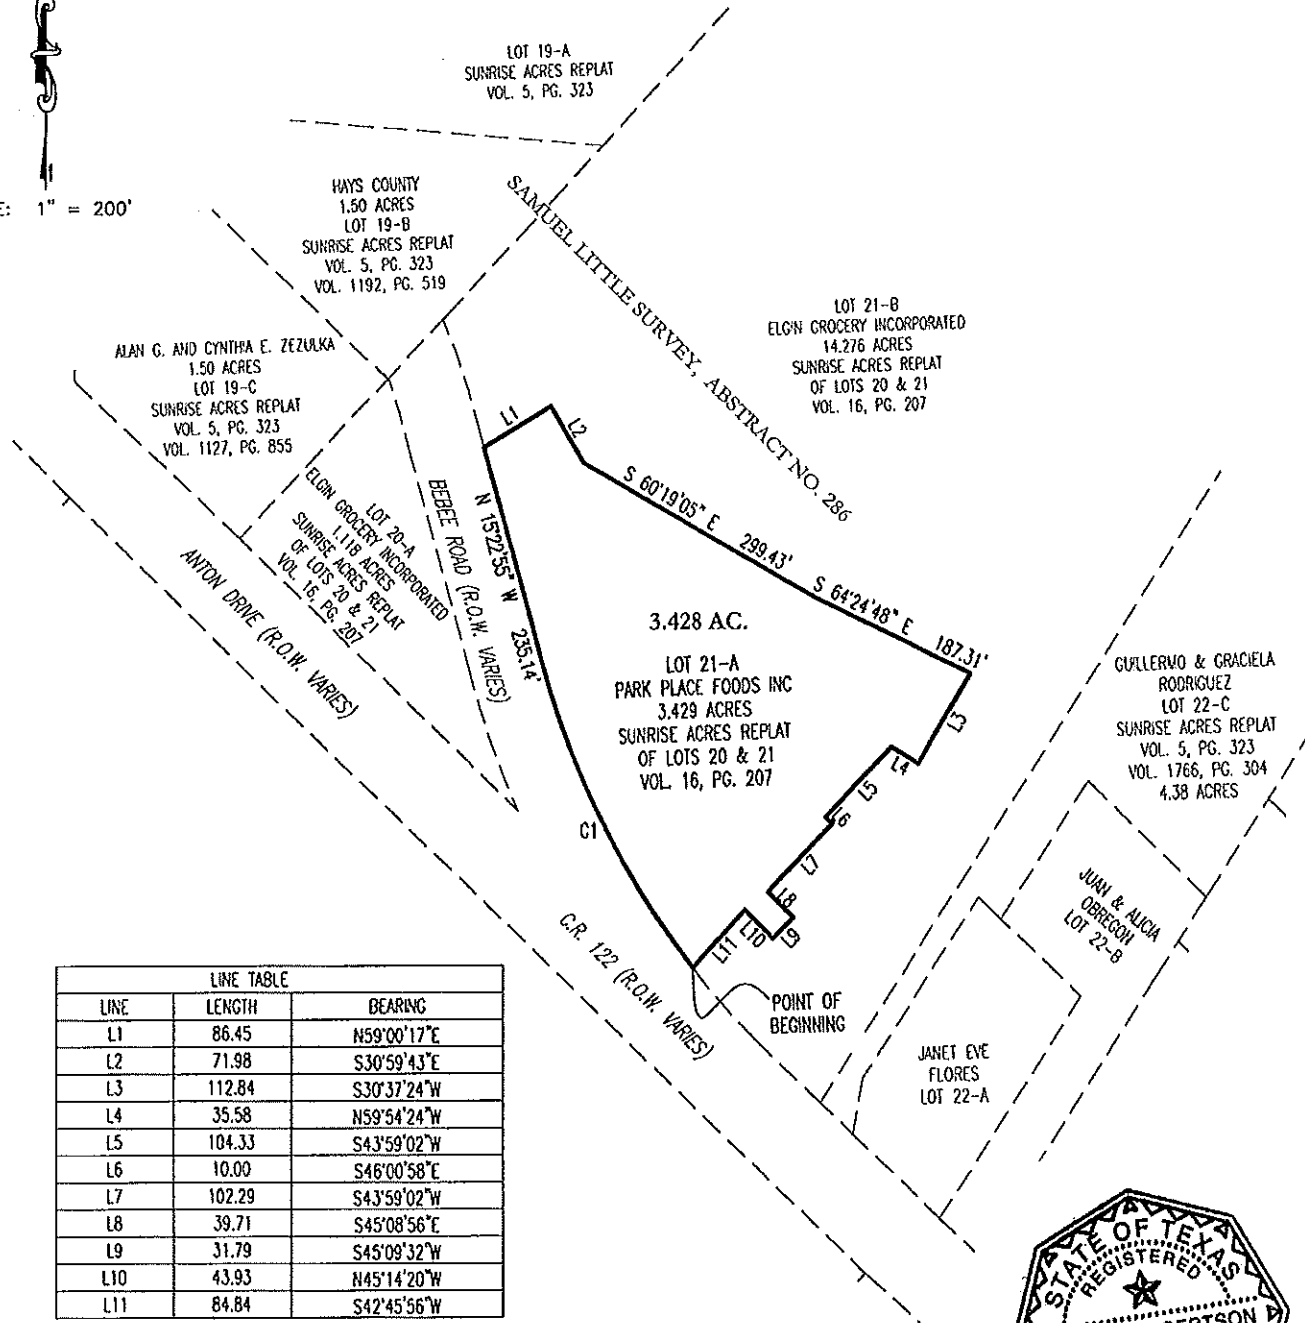 LOT 19-A
SUNRISE ACRES REPLAT
VOL. 5, PG. 323
E: 1" = 200'
HAYS COUNTY
1.50 ACRES
LOT 19-B
SUNRISE ACRES REPLAT
VOL. 5, PG. 323
VOL. 1192, PG. 519
SAMUEL LITTLE SURVEY, ABSTRACT NO. 286
LOT 21-B
ELGIN GROCERY INCORPORATED
14.276 ACRES
SUNRISE ACRES REPLAT
OF LOTS 20 & 21
VOL. 16, PG. 207
ALAN G. AND CYNTHIA E. ZEZULKA
1.50 ACRES
LOT 19-C
SUNRISE ACRES REPLAT
VOL. 5, PG. 323
VOL. 1127, PG. 855
LOT 20-A
ELGIN GROCERY INCORPORATED
1.118 ACRES
SUNRISE ACRES REPLAT
OF LOTS 20 & 21
VOL. 16, PG. 207
BEBEE ROAD (R.O.W. VARIES)
ANTON DRIVE (R.O.W. VARIES)
L1
L2
N 15°22'55" W 235.14'
S 60°19'05" E 299.43'
S 64°24'48" E 187.31'
3.428 AC.
LOT 21-A
PARK PLACE FOODS INC
3.429 ACRES
SUNRISE ACRES REPLAT
OF LOTS 20 & 21
VOL. 16, PG. 207
L3
L4
L5
L6
L7
L8
L9
L10
L11
C1
C.R. 122 (R.O.W. VARIES)
POINT OF
BEGINNING
GUILLERMO & GRACIELA
RODRIGUEZ
LOT 22-C
SUNRISE ACRES REPLAT
VOL. 5, PG. 323
VOL. 1766, PG. 304
4.38 ACRES
JUAN & ALICIA
OBREGON
LOT 22-B
JANET EVE
FLORES
LOT 22-A
LINE TABLE
LINE LENGTH BEARING
L1 86.45 N59°00'17"E
L2 71.98 S30°59'43"E
L3 112.84 S30°37'24"W
L4 35.58 N59°54'24"W
L5 104.33 S43°59'02"W
L6 10.00 S46°00'58"E
L7 102.29 S43°59'02"W
L8 39.71 S45°08'56"E
L9 31.79 S45°09'32"W
L10 43.93 N45°14'20"W
L11 84.84 S42°45'56"W
STATE OF TEXAS
REGISTERED